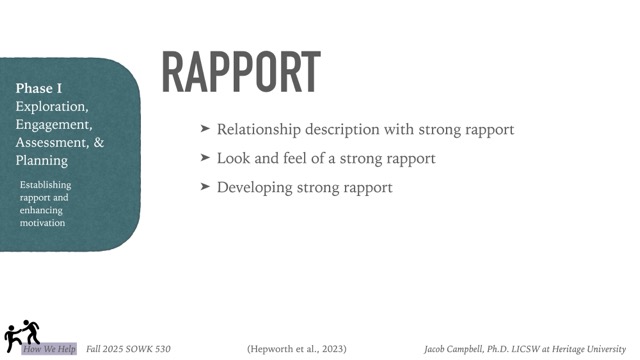 RAPPORT
Phase I
Exploration,
Engagement,
Assessment, &
Planning
Establishing
rapport and
enhancing
motivation
➤ Relationship description with strong rapport
➤ Look and feel of a strong rapport
➤ Developing strong rapport
How We Help Fall 2025 SOWK 530 (Hepworth et al., 2023) Jacob Campbell, Ph.D. LICSW at Heritage University